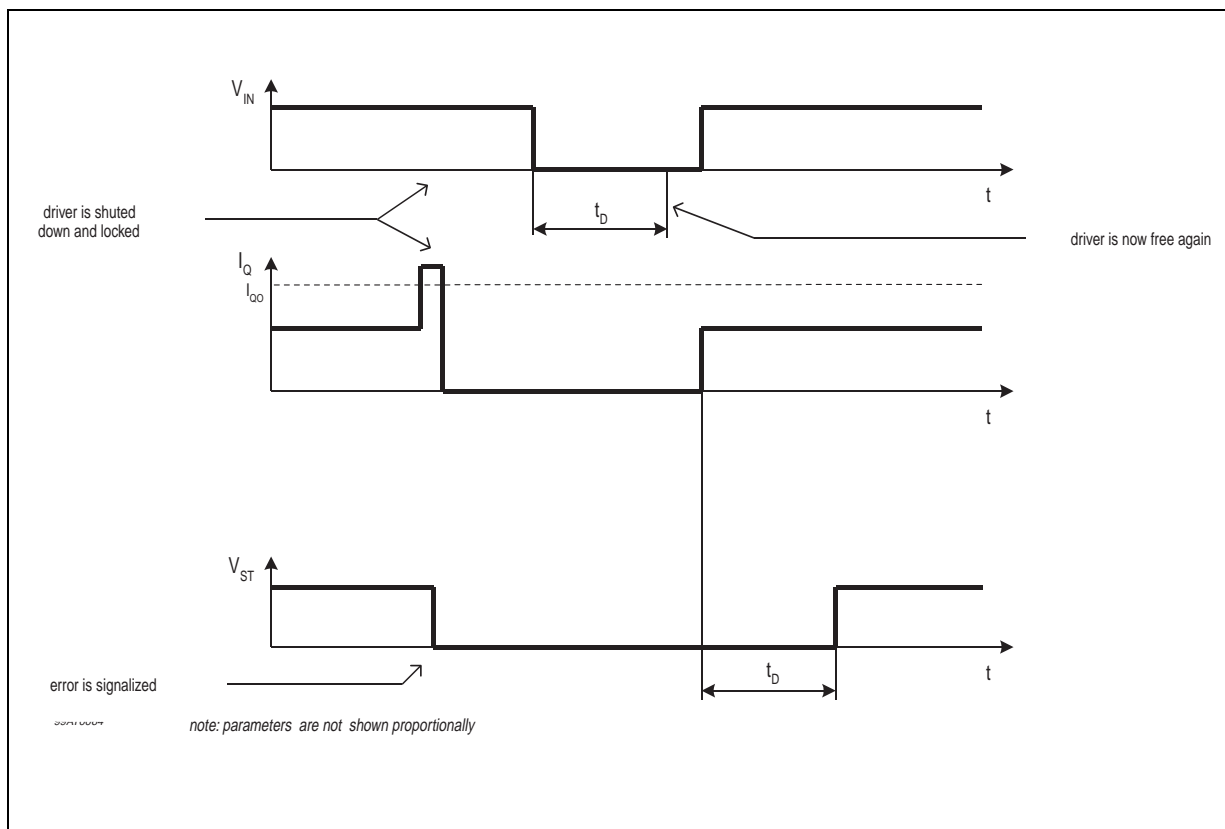 V_IN
t
driver is shuted
down and locked
t_D
driver is now free again
I_Q
I_QO
t
V_ST
t
t_D
error is signalized
note: parameters are not shown proportionally